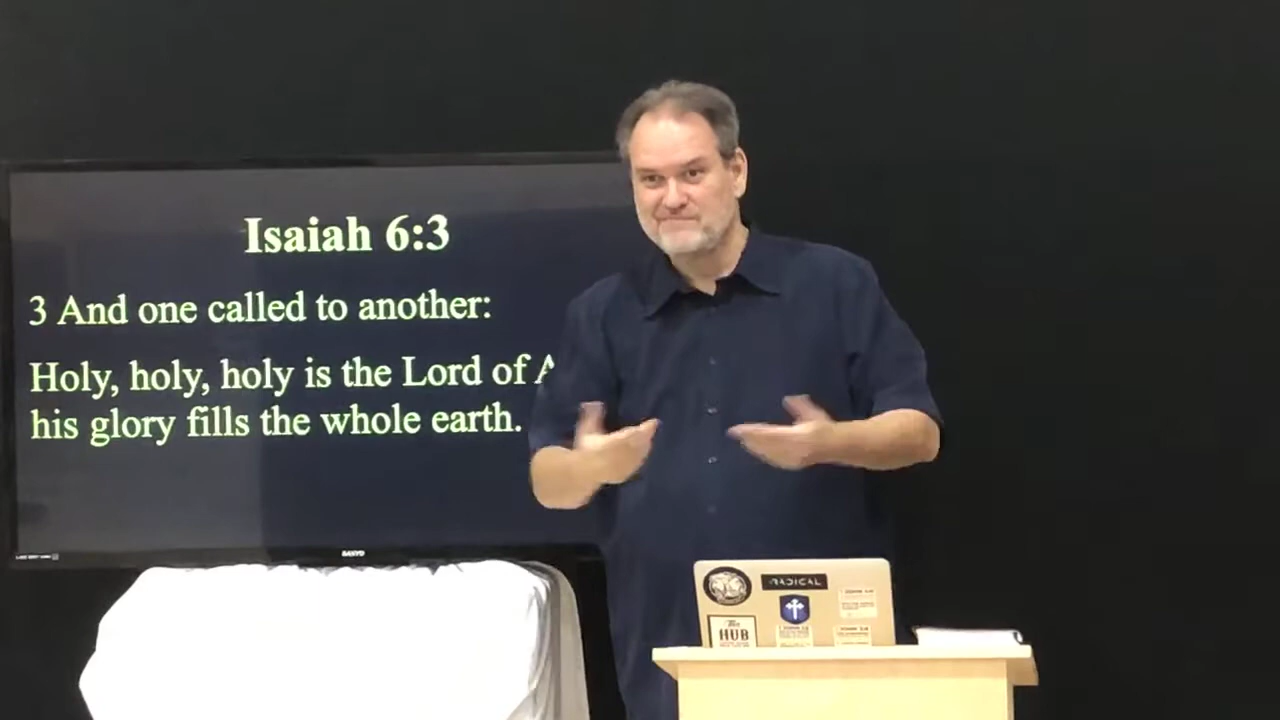 Isaiah 6:3
3 And one called to another:
Holy, holy, holy is the Lord of
his glory fills the whole earth.
SANYO
RADICAL
The
HUB